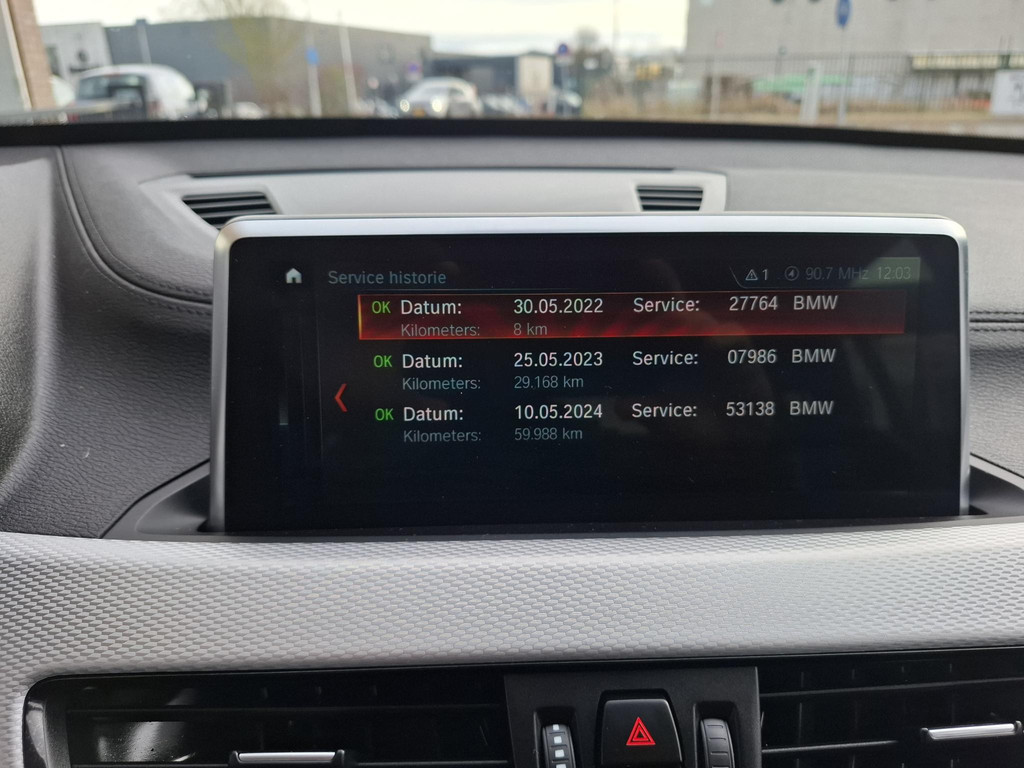 Service historie 1 4 90.7 MHz 12:03
OK Datum: 30.05.2022 Service: 27764 BMW
Kilometers: 8 km
OK Datum: 25.05.2023 Service: 07986 BMW
Kilometers: 29.168 km
OK Datum: 10.05.2024 Service: 53138 BMW
Kilometers: 59.988 km